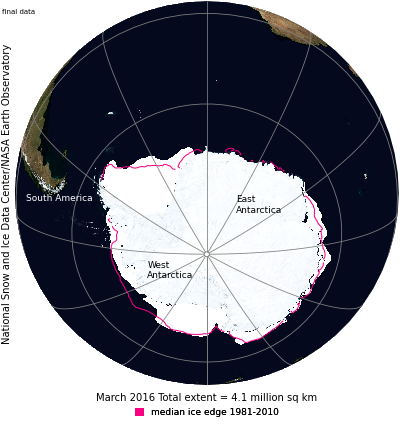 final data
National Snow and Ice Data Center/NASA Earth Observatory
South America
East
Antarctica
West
Antarctica
March 2016 Total extent = 4.1 million sq km
median ice edge 1981-2010